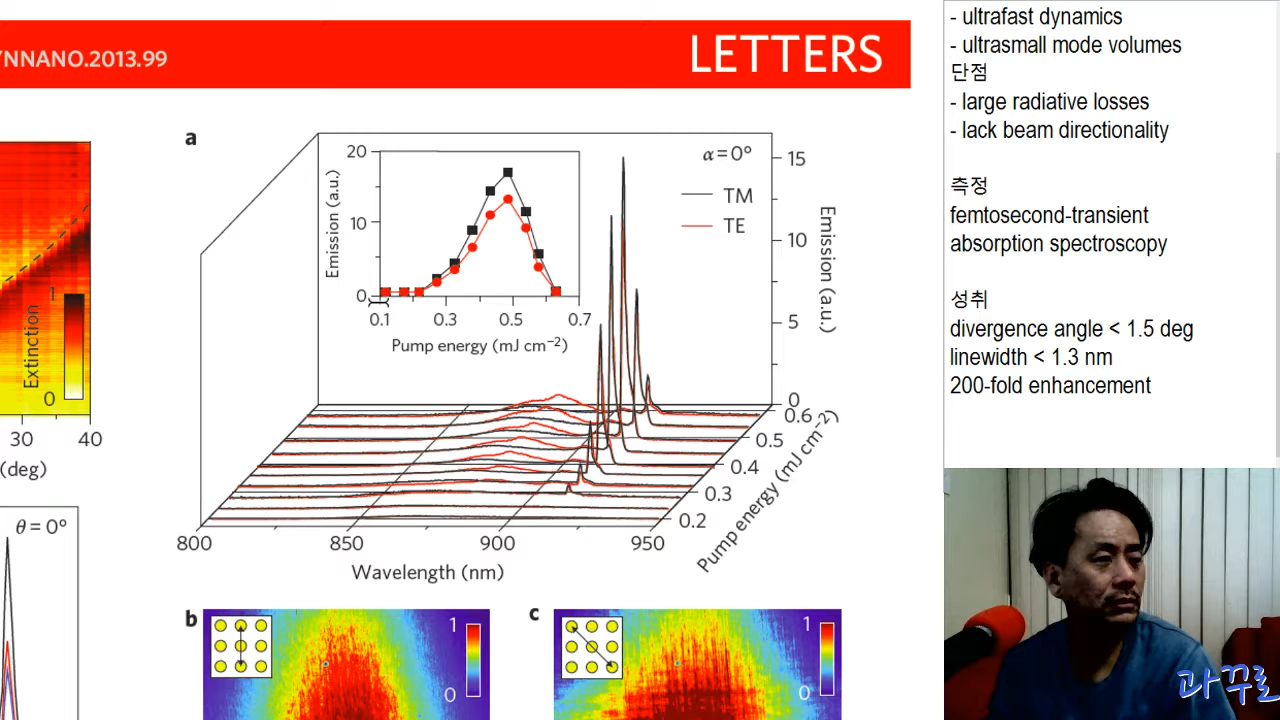 YNNANO.2013.99
LETTERS
a
α=0°
TM
TE
20
10
0
0.1
0.3
0.5
0.7
Emission (a.u.)
Pump energy (mJ cm⁻²)
15
10
5
0
Emission (a.u.)
0.6
0.5
0.4
0.3
0.2
Pump energy (mJ cm⁻²)
800
850
900
950
Wavelength (nm)
Extinction
1
0
30
40
(deg)
θ=0°
b
1
0
c
1
0
- ultrafast dynamics
- ultrasmall mode volumes
단점
- large radiative losses
- lack beam directionality
측정
femtosecond-transient
absorption spectroscopy
성취
divergence angle < 1.5 deg
linewidth < 1.3 nm
200-fold enhancement
과꾸로